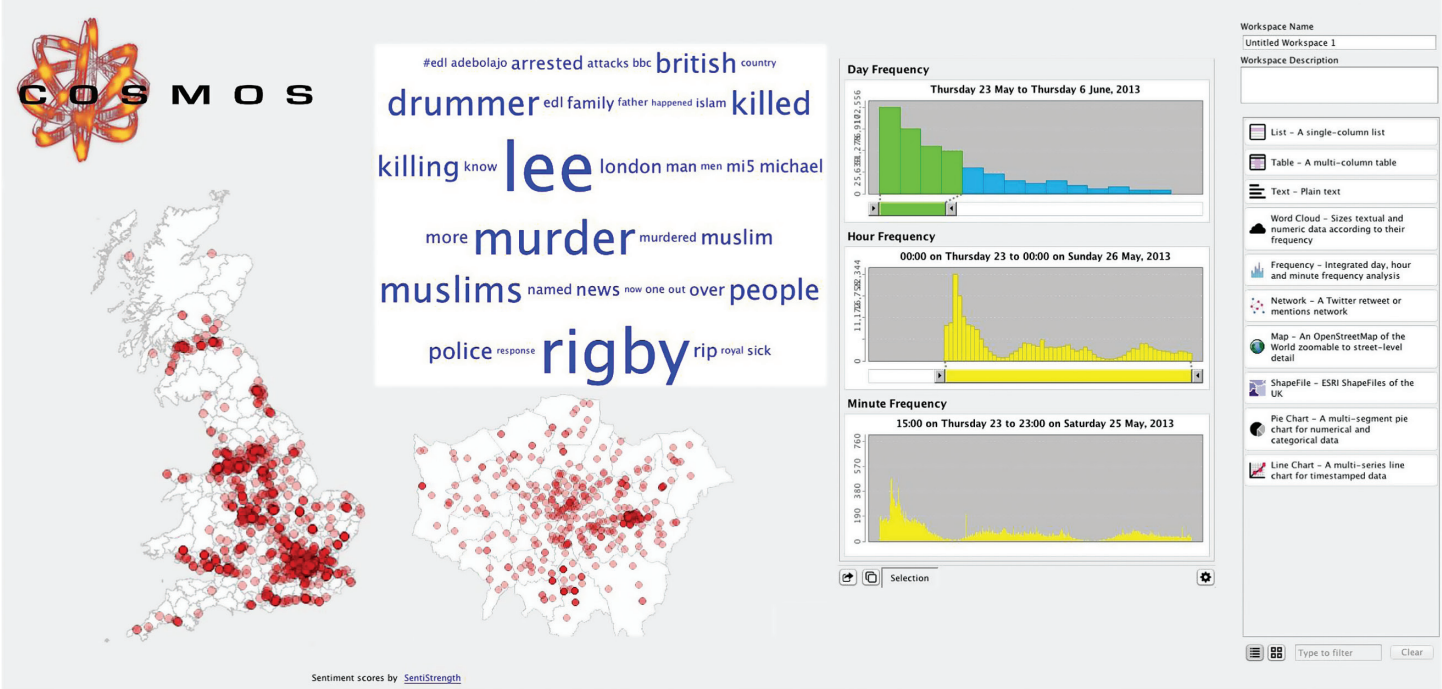 COSMOS
#edl adebolajo arrested attacks bbc british country
drummer edl family father happened islam killed
killing know lee london man men mi5 michael
more murder murdered muslim
muslims named news now one out over people
police response rigby rip royal sick
Sentiment scores by SentiStrength
Day Frequency
Thursday 23 May to Thursday 6 June, 2013
0
Hour Frequency
00:00 on Thursday 23 to 00:00 on Sunday 26 May, 2013
0
Minute Frequency
15:00 on Thursday 23 to 23:00 on Saturday 25 May, 2013
760
570
380
190
0
Selection
Workspace Name
Untitled Workspace 1
Workspace Description
List – A single-column list
Table – A multi-column table
Text – Plain text
Word Cloud – Sizes textual and
numeric data according to their
frequency
Frequency – Integrated day, hour
and minute frequency analysis
Network – A Twitter retweet or
mentions network
Map – An OpenStreetMap of the
World zoomable to street-level
detail
ShapeFile – ESRI ShapeFiles of the
UK
Pie Chart – A multi-segment pie
chart for numerical and
categorical data
Line Chart – A multi-series line
chart for timestamped data
Type to filter
Clear